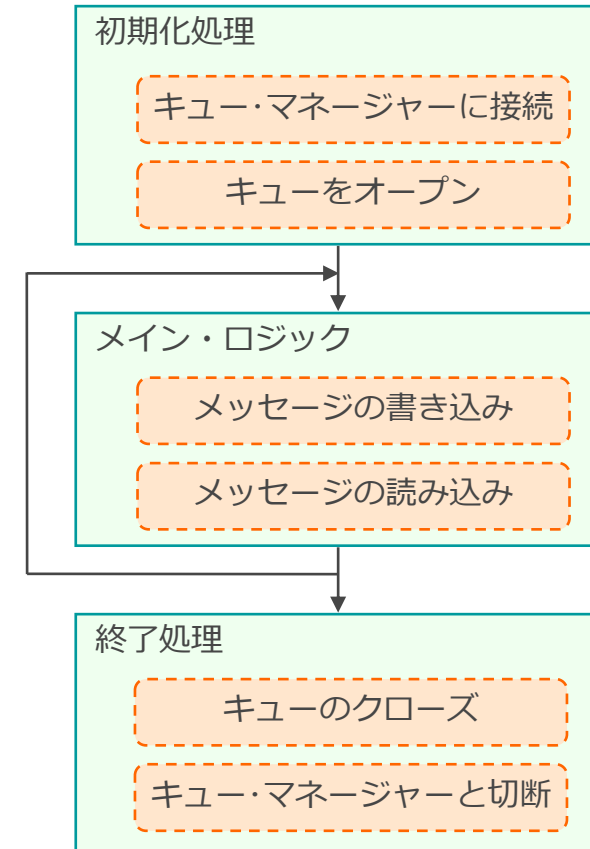 初期化処理
キュー･マネージャーに接続
キューをオープン
メイン・ロジック
メッセージの書き込み
メッセージの読み込み
終了処理
キューのクローズ
キュー･マネージャーと切断